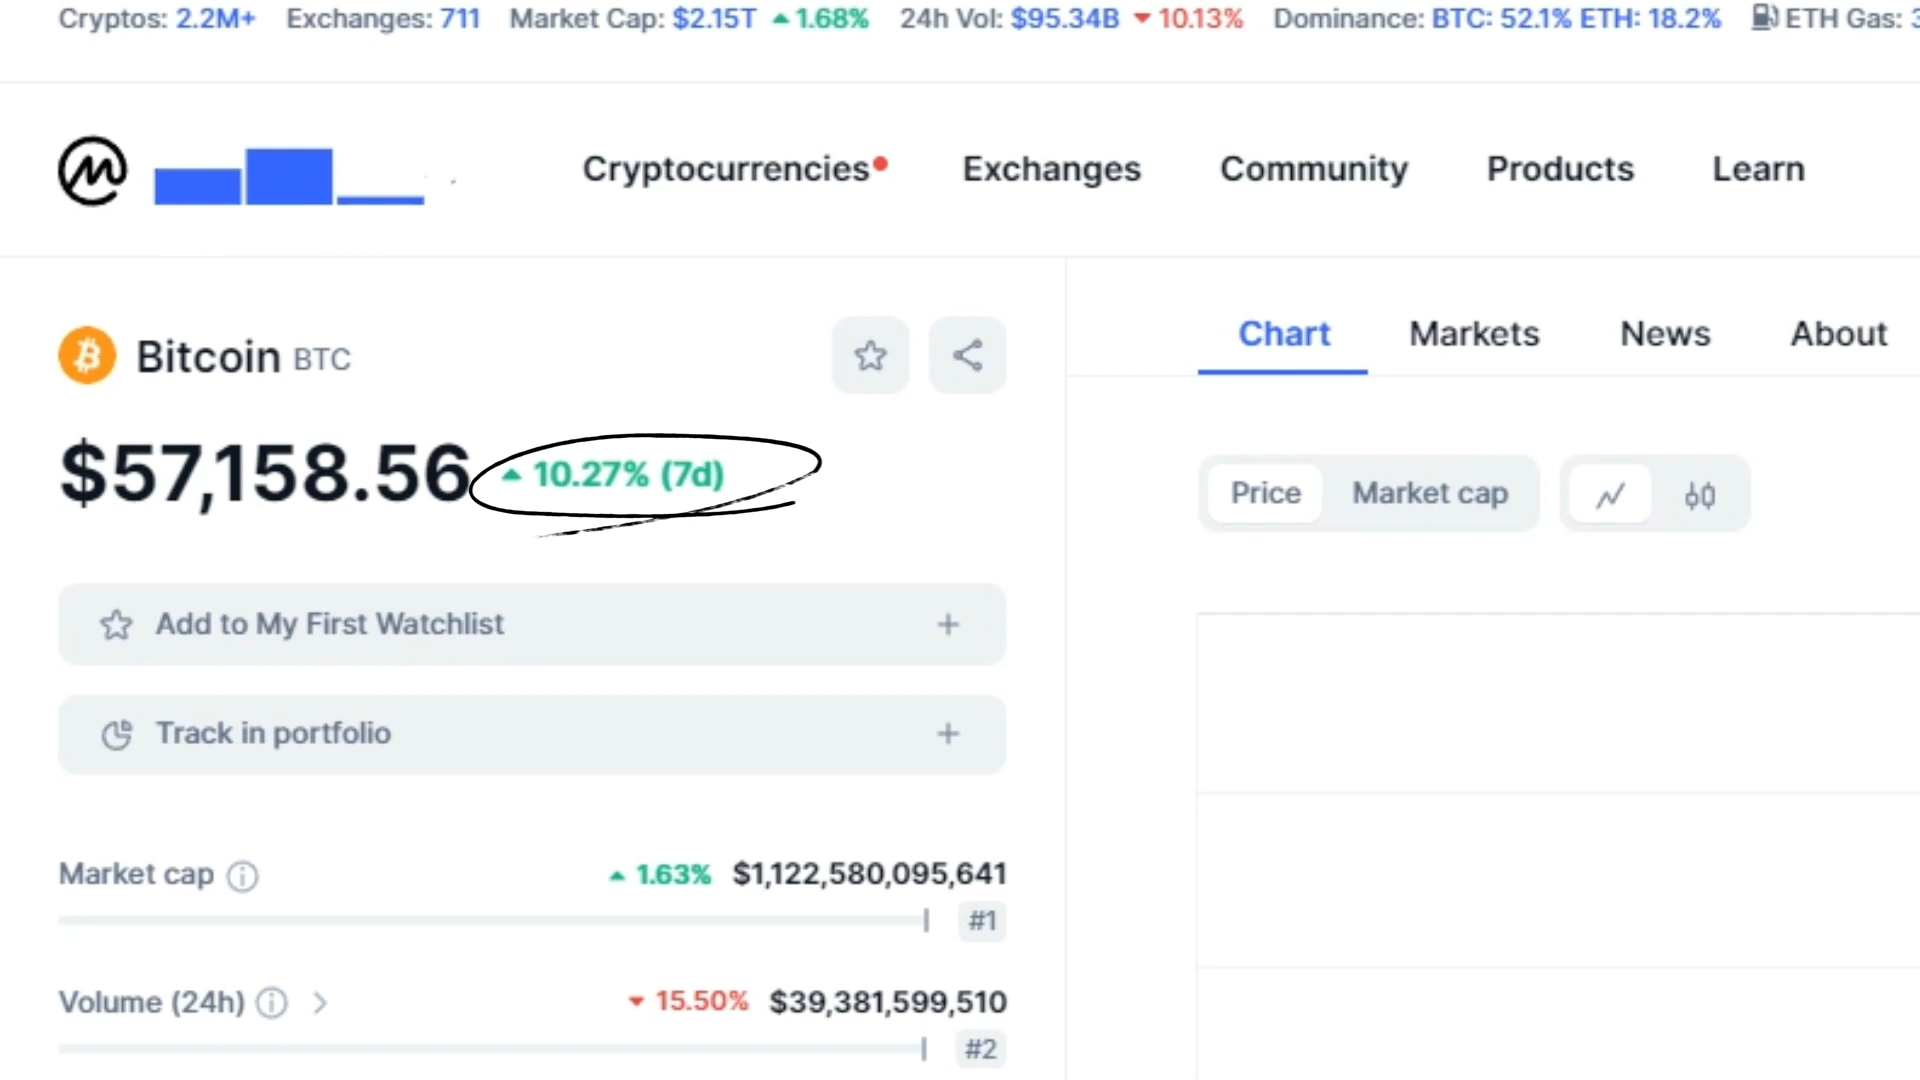 Cryptos: 2.2M+ Exchanges: 711 Market Cap: $2.15T 1.68% 24h Vol: $95.34B 10.13% Dominance: BTC: 52.1% ETH: 18.2% ETH Gas:
Cryptocurrencies Exchanges Community Products Learn
Bitcoin BTC
$57,158.56 10.27% (7d)
Add to My First Watchlist
Track in portfolio
Market cap 1.63% $1,122,580,095,641
#1
Volume (24h) 15.50% $39,381,599,510
#2
Chart Markets News About
Price Market cap